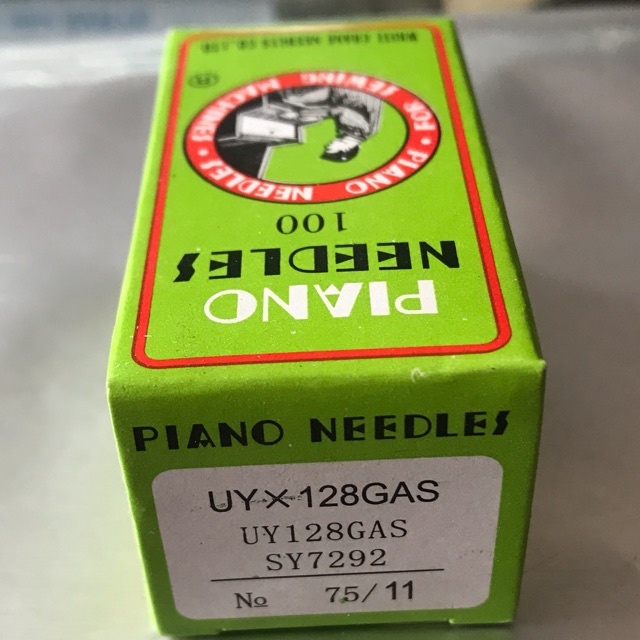 PIANO
NEEDLES
100
PIANO NEEDLES • FOR SEWING MACHINES •
®
PIANO NEEDLES
UY×128GAS
UY128GAS
SY7292
№ 75/11